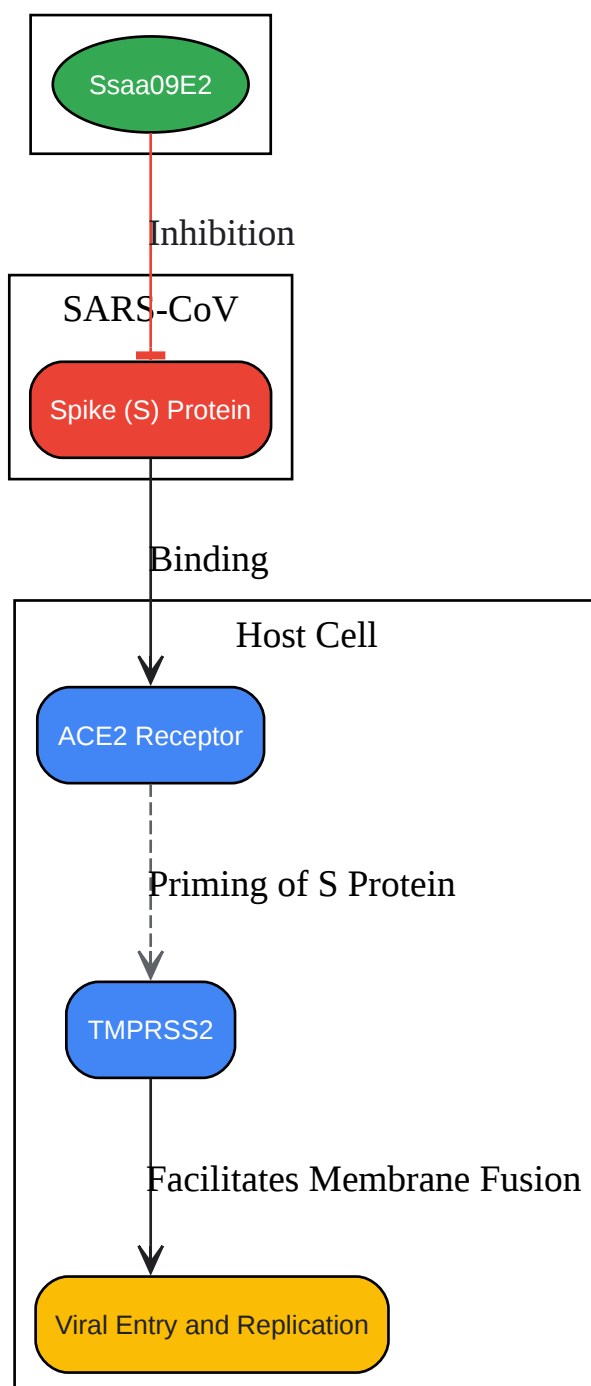 Ssaa09E2
Inhibition
SARS-CoV
Spike (S) Protein
Binding
Host Cell
ACE2 Receptor
Priming of S Protein
TMPRSS2
Facilitates Membrane Fusion
Viral Entry and Replication